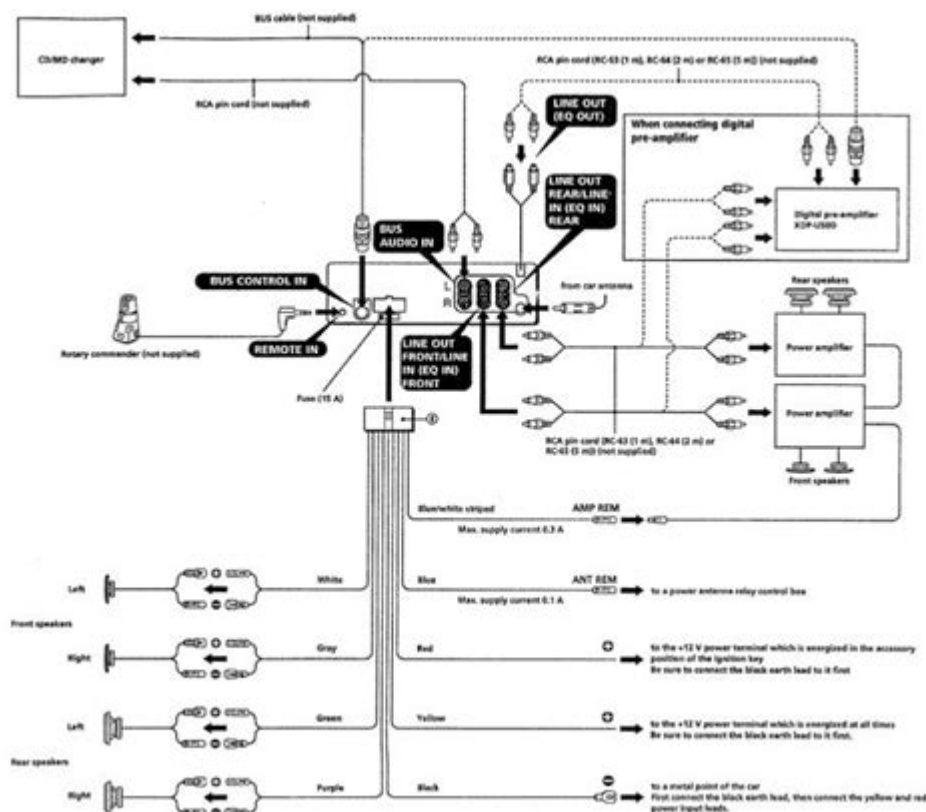 BUS cable (not supplied)
CD/MD changer
RCA pin cord (RC-63 (1 m), RC-64 (2 m) or RC-65 (5 m)) (not supplied)
RCA pin cord (not supplied)
LINE OUT
(EQ OUT)
When connecting digital
pre-amplifier
LINE OUT
REAR/LINE
IN (EQ IN)
REAR
Digital pre-amplifier
XDP-U50D
BUS
AUDIO IN
BUS CONTROL IN
L
R
from car antenna
Rear speakers
Rotary commander (not supplied)
REMOTE IN
LINE OUT
FRONT/LINE
IN (EQ IN)
FRONT
Power amplifier
Fuse (15 A)
Power amplifier
RCA pin cord (RC-63 (1 m), RC-64 (2 m) or
RC-65 (5 m)) (not supplied)
Front speakers
Blue/white striped
AMP REM
Max. supply current 0.3 A
Left
White
Blue
ANT REM
Max. supply current 0.1 A
to a power antenna relay control box
Front speakers
Right
Gray
Red
to the +12 V power terminal which is energized in the accessory
position of the ignition key
Be sure to connect the black earth lead to it first
Left
Green
Yellow
to the +12 V power terminal which is energized at all times
Be sure to connect the black earth lead to it first.
Rear speakers
Right
Purple
Black
to a metal point of the car
First connect the black earth lead, then connect the yellow and red
power input leads.